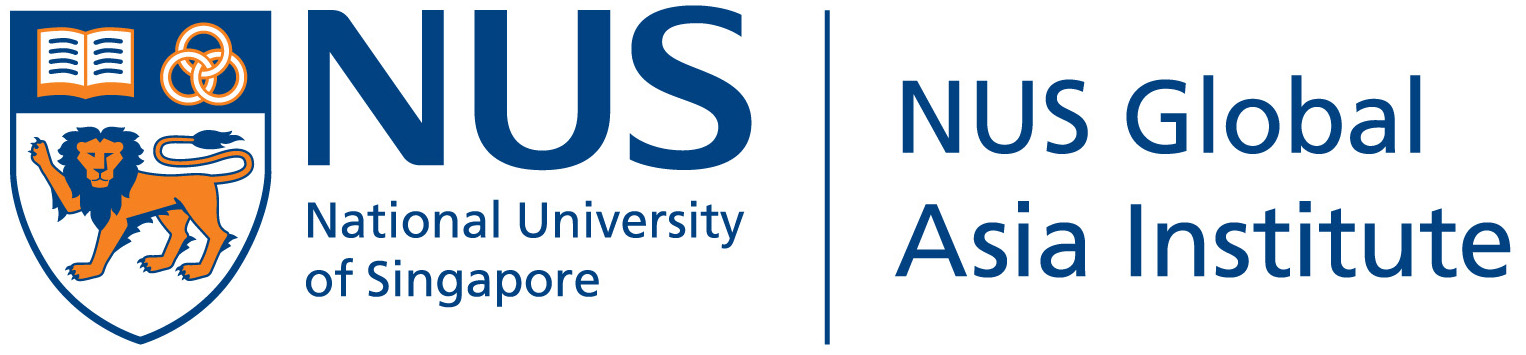 NUS
National University
of Singapore
NUS Global
Asia Institute